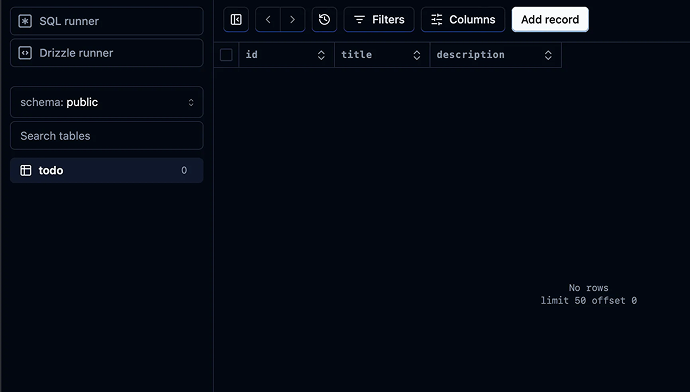 SQL runner
Drizzle runner
schema: public
Search tables
todo 0
Filters Columns Add record
id title description
No rows
limit 50 offset 0